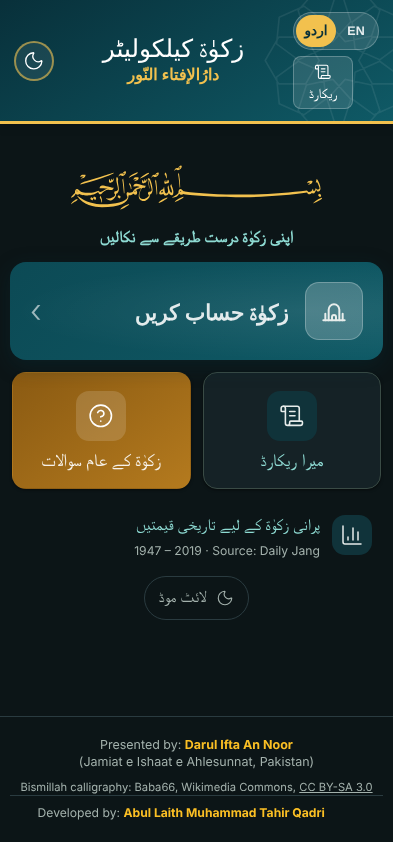 زکوٰۃ کیلکولیٹر
دارُالإفتاء النّور
اردو EN
ریکارڈ
بِسْمِ اللّٰهِ الرَّحْمٰنِ الرَّحِيْمِ
اپنی زکوٰۃ درست طریقے سے نکالیں
زکوٰۃ حساب کریں
میرا ریکارڈ
زکوٰۃ کے عام سوالات
پرانی زکوٰۃ کے لیے تاریخی قیمتیں
1947 – 2019 · Source: Daily Jang
لائٹ موڈ
Presented by: Darul Ifta An Noor
(Jamiat e Ishaat e Ahlesunnat, Pakistan)
Bismillah calligraphy: Baba66, Wikimedia Commons, CC BY-SA 3.0
Developed by: Abul Laith Muhammad Tahir Qadri